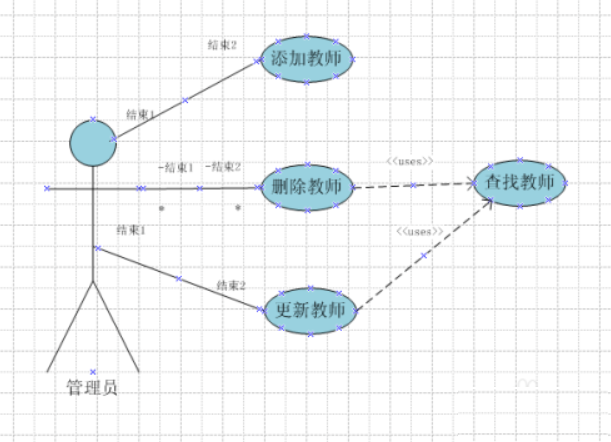 结束2
添加教师
结束1
-结束1
-结束2
<<uses>>
删除教师
查找教师
*
*
结束1
<<uses>>
结束2
更新教师
管理员